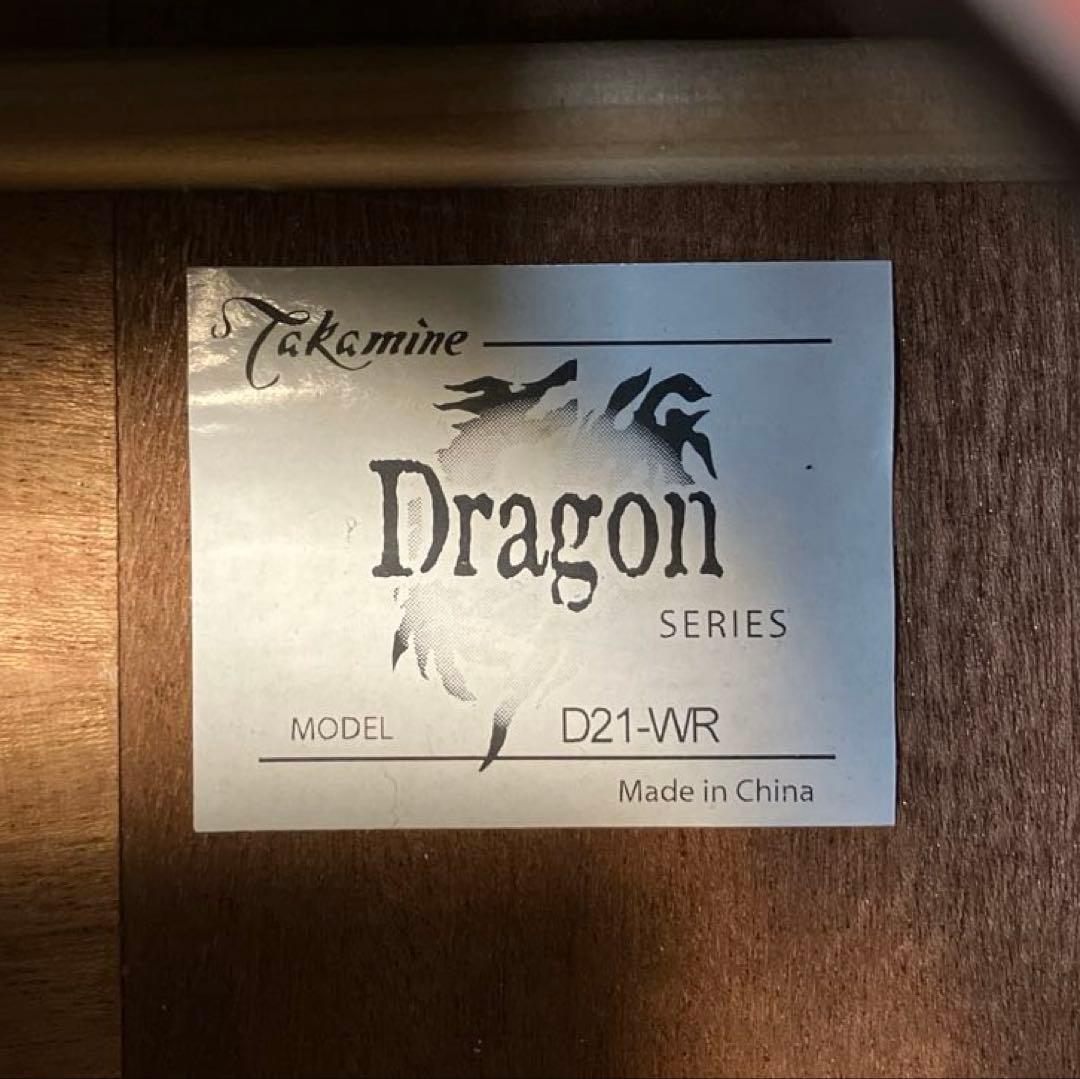 Takamine
Dragon
SERIES
MODEL D21-WR
Made in China